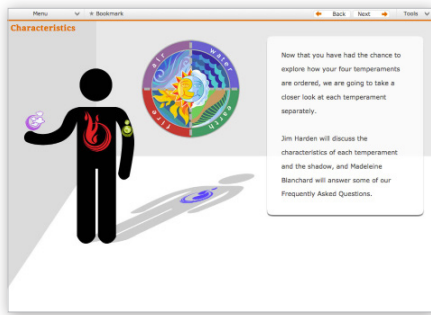 Menu
Bookmark
Back
Next
Tools
Characteristics
air
water
fire
earth
Now that you have had the chance to
explore how your four temperaments
are ordered, we are going to take a
closer look at each temperament
separately.
Jim Harden will discuss the
characteristics of each temperament
and the shadow, and Madeleine
Blanchard will answer some of our
Frequently Asked Questions.